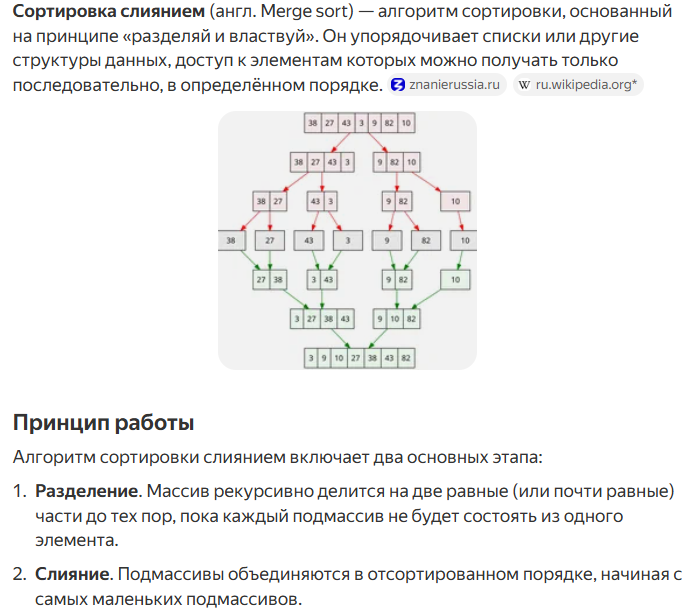 Сортировка слиянием (англ. Merge sort) — алгоритм сортировки, основанный
на принципе «разделяй и властвуй». Он упорядочивает списки или другие
структуры данных, доступ к элементам которых можно получать только
последовательно, в определённом порядке. znanierussia.ru W ru.wikipedia.org*
38 27 43 3 9 82 10
38 27 43 3 9 82 10
38 27 43 3 9 82 10
38 27 43 3 9 82 10
27 38 3 43 9 82 10
3 27 38 43 9 10 82
3 9 10 27 38 43 82
Принцип работы
Алгоритм сортировки слиянием включает два основных этапа:
1. Разделение. Массив рекурсивно делится на две равные (или почти равные)
части до тех пор, пока каждый подмассив не будет состоять из одного
элемента.
2. Слияние. Подмассивы объединяются в отсортированном порядке, начиная с
самых маленьких подмассивов.